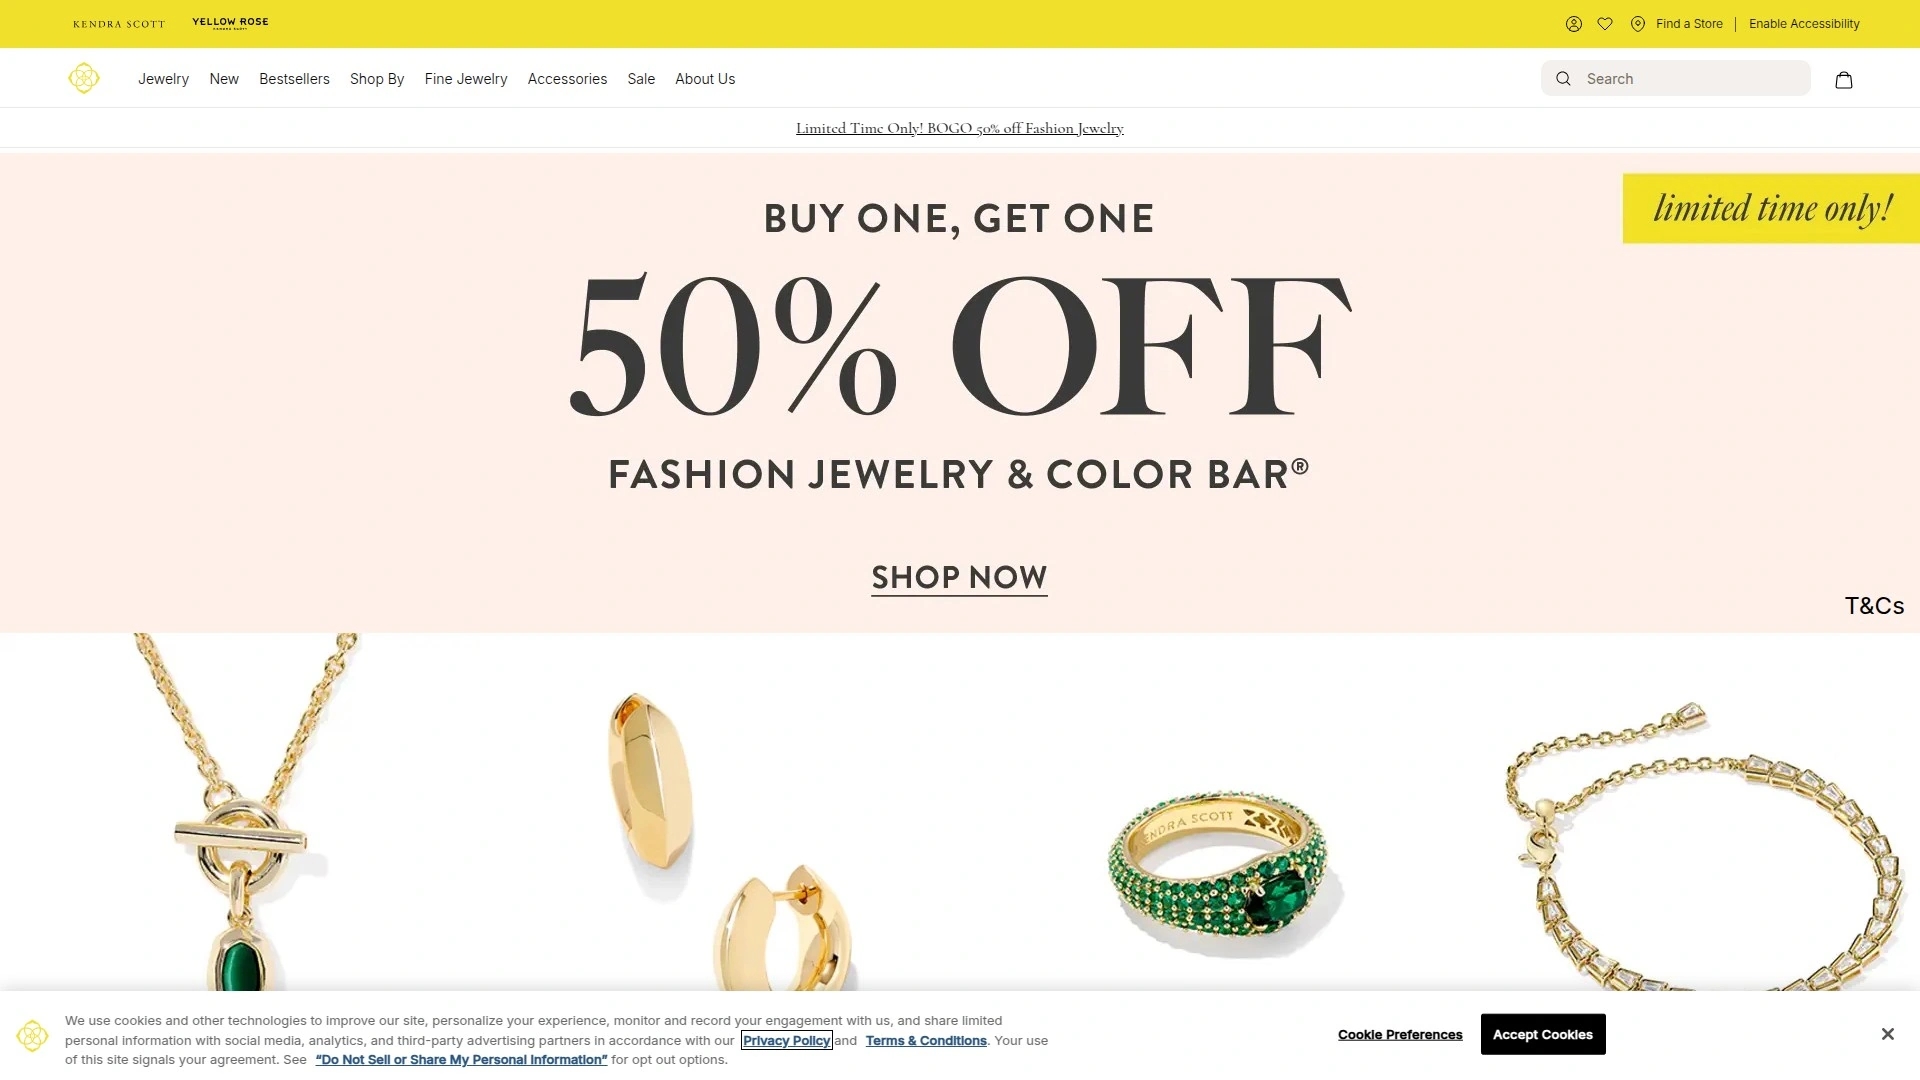 KENDRA SCOTT
YELLOW ROSE
KENDRA SCOTT
Find a Store
Enable Accessibility
Jewelry
New
Bestsellers
Shop By
Fine Jewelry
Accessories
Sale
About Us
Search
Limited Time Only! BOGO 50% off Fashion Jewelry
BUY ONE, GET ONE
limited time only!
50% OFF
FASHION JEWELRY & COLOR BAR®
SHOP NOW
T&Cs
ENDRA SCOTT
We use cookies and other technologies to improve our site, personalize your experience, monitor and record your engagement with us, and share limited
personal information with social media, analytics, and third-party advertising partners in accordance with our Privacy Policy and Terms & Conditions. Your use
of this site signals your agreement. See “Do Not Sell or Share My Personal Information” for opt out options.
Cookie Preferences
Accept Cookies